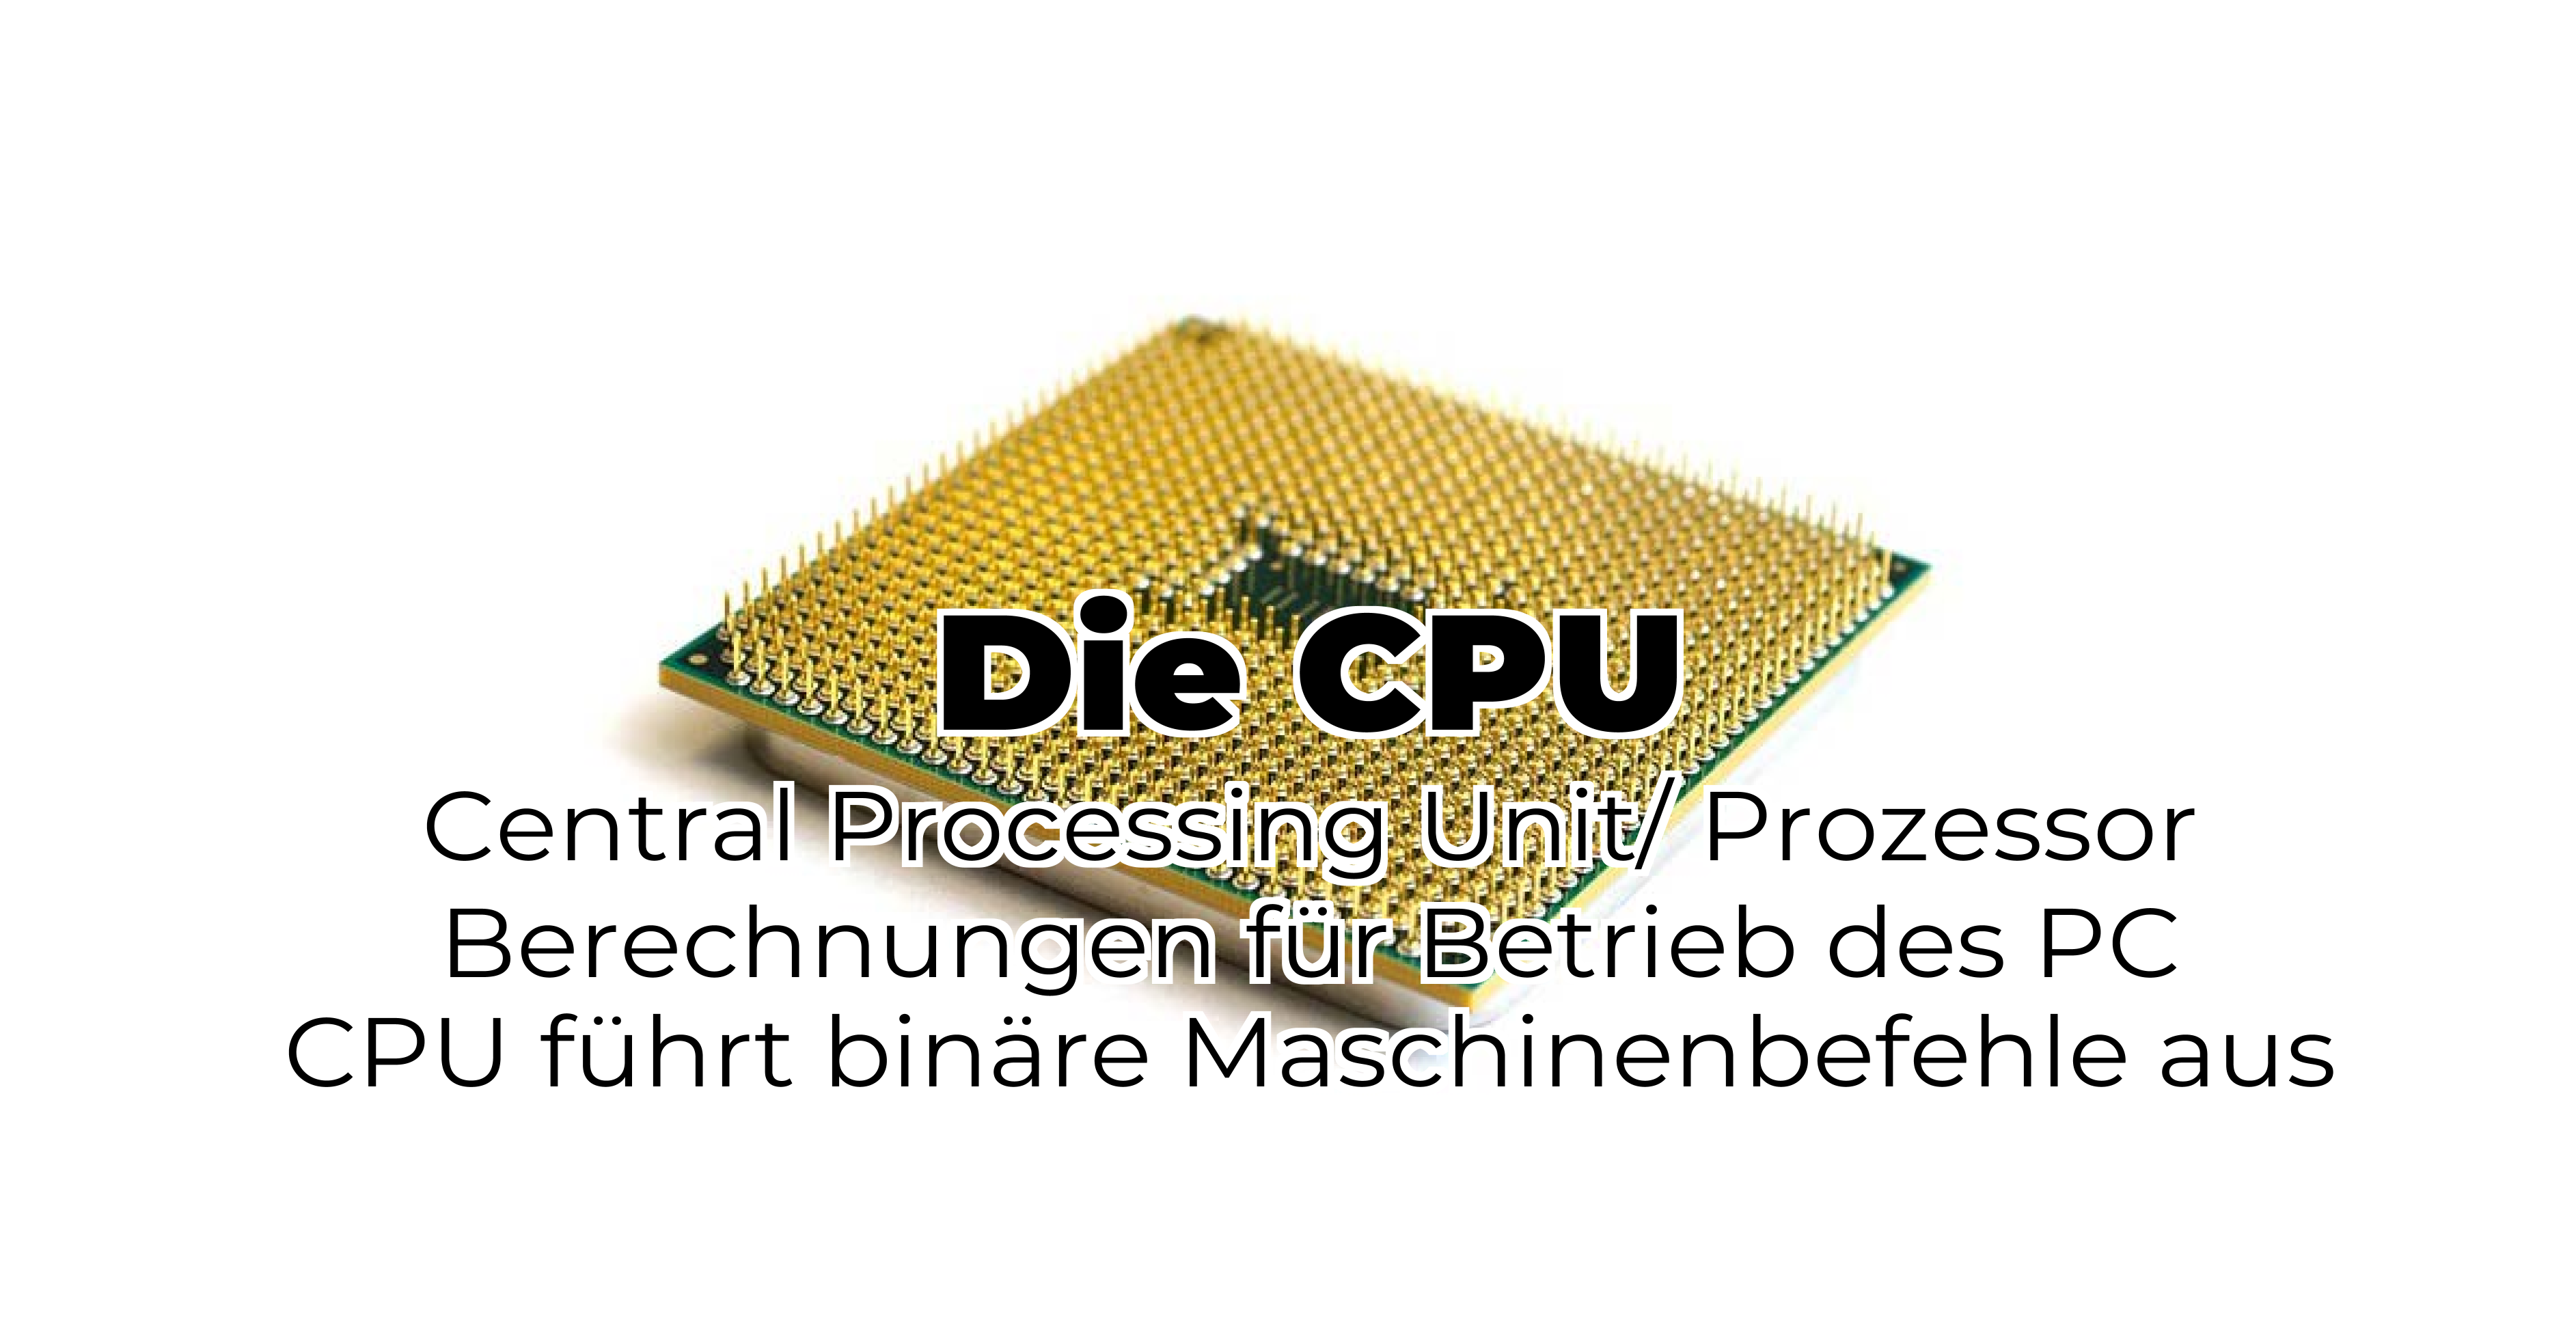 Die CPU
Central Processing Unit/ Prozessor
Berechnungen für Betrieb des PC
CPU führt binäre Maschinenbefehle aus